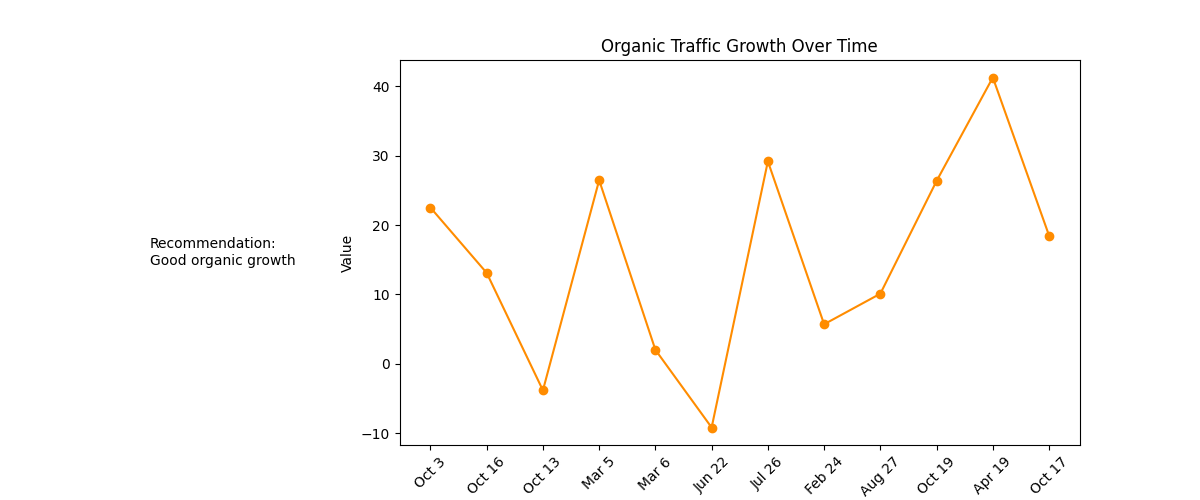 Organic Traffic Growth Over Time
Recommendation:
Good organic growth
Value
40
30
20
10
0
−10
Oct 3
Oct 16
Oct 13
Mar 5
Mar 6
Jun 22
Jul 26
Feb 24
Aug 27
Oct 19
Apr 19
Oct 17